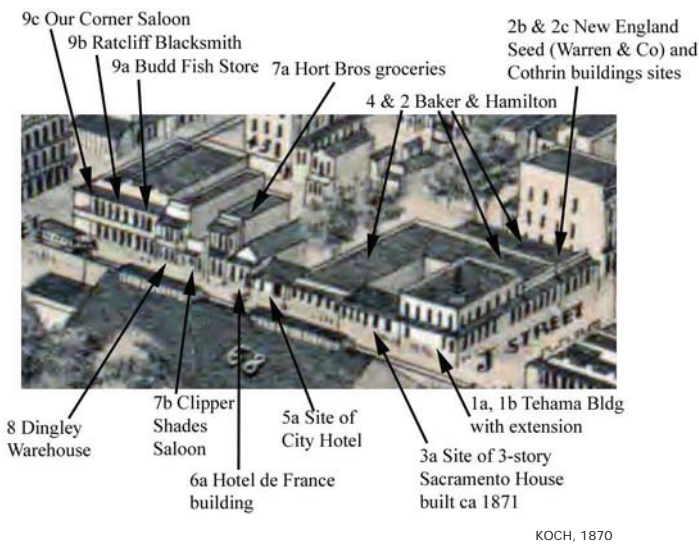 9c Our Corner Saloon
9b Ratcliff Blacksmith
9a Budd Fish Store
7a Hort Bros groceries
4 & 2 Baker & Hamilton
2b & 2c New England
Seed (Warren & Co) and
Cothrin buildings sites
68
J STREET
8 Dingley
Warehouse
7b Clipper
Shades
Saloon
6a Hotel de France
building
5a Site of
City Hotel
3a Site of 3-story
Sacramento House
built ca 1871
1a, 1b Tehama Bldg
with extension
KOCH, 1870